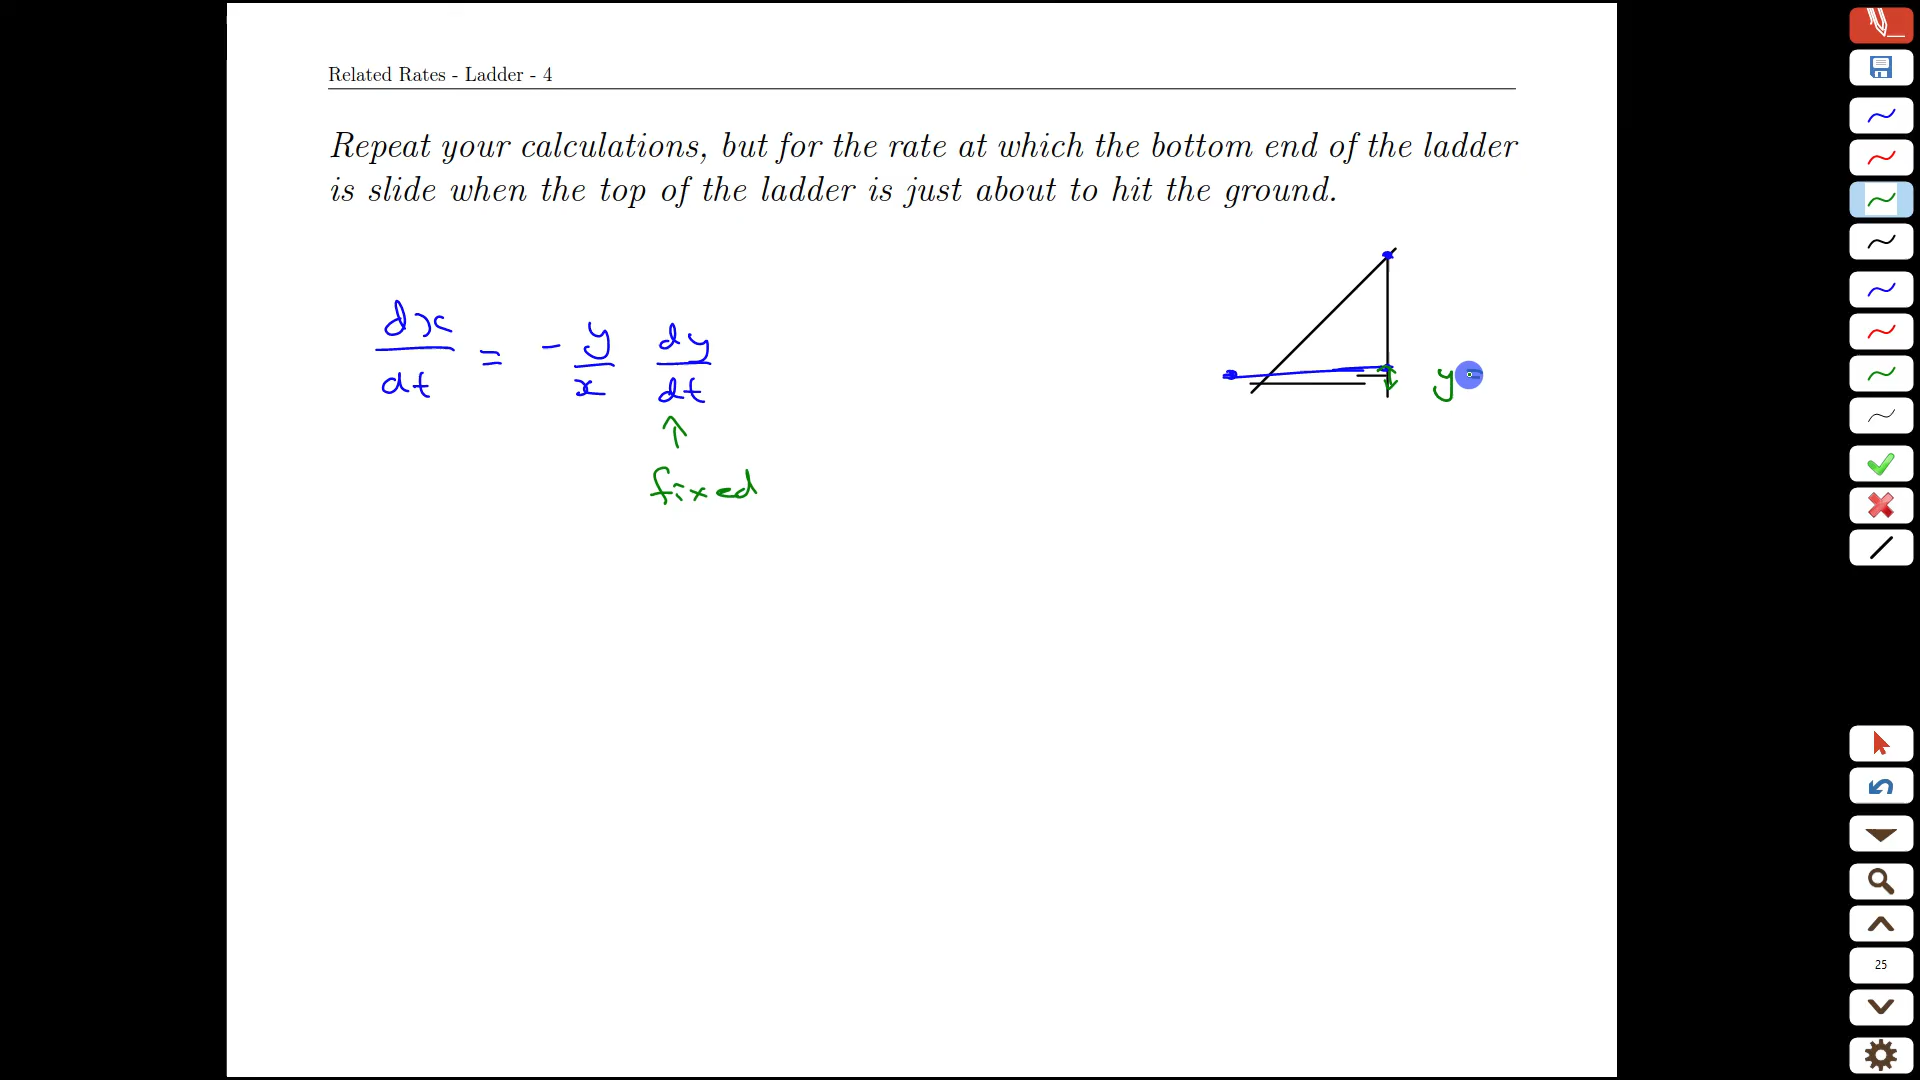 Related Rates - Ladder - 4
Repeat your calculations, but for the rate at which the bottom end of the ladder
is slide when the top of the ladder is just about to hit the ground.
dx/dt = - y/x dy/dt
↑
fixed
y =
25